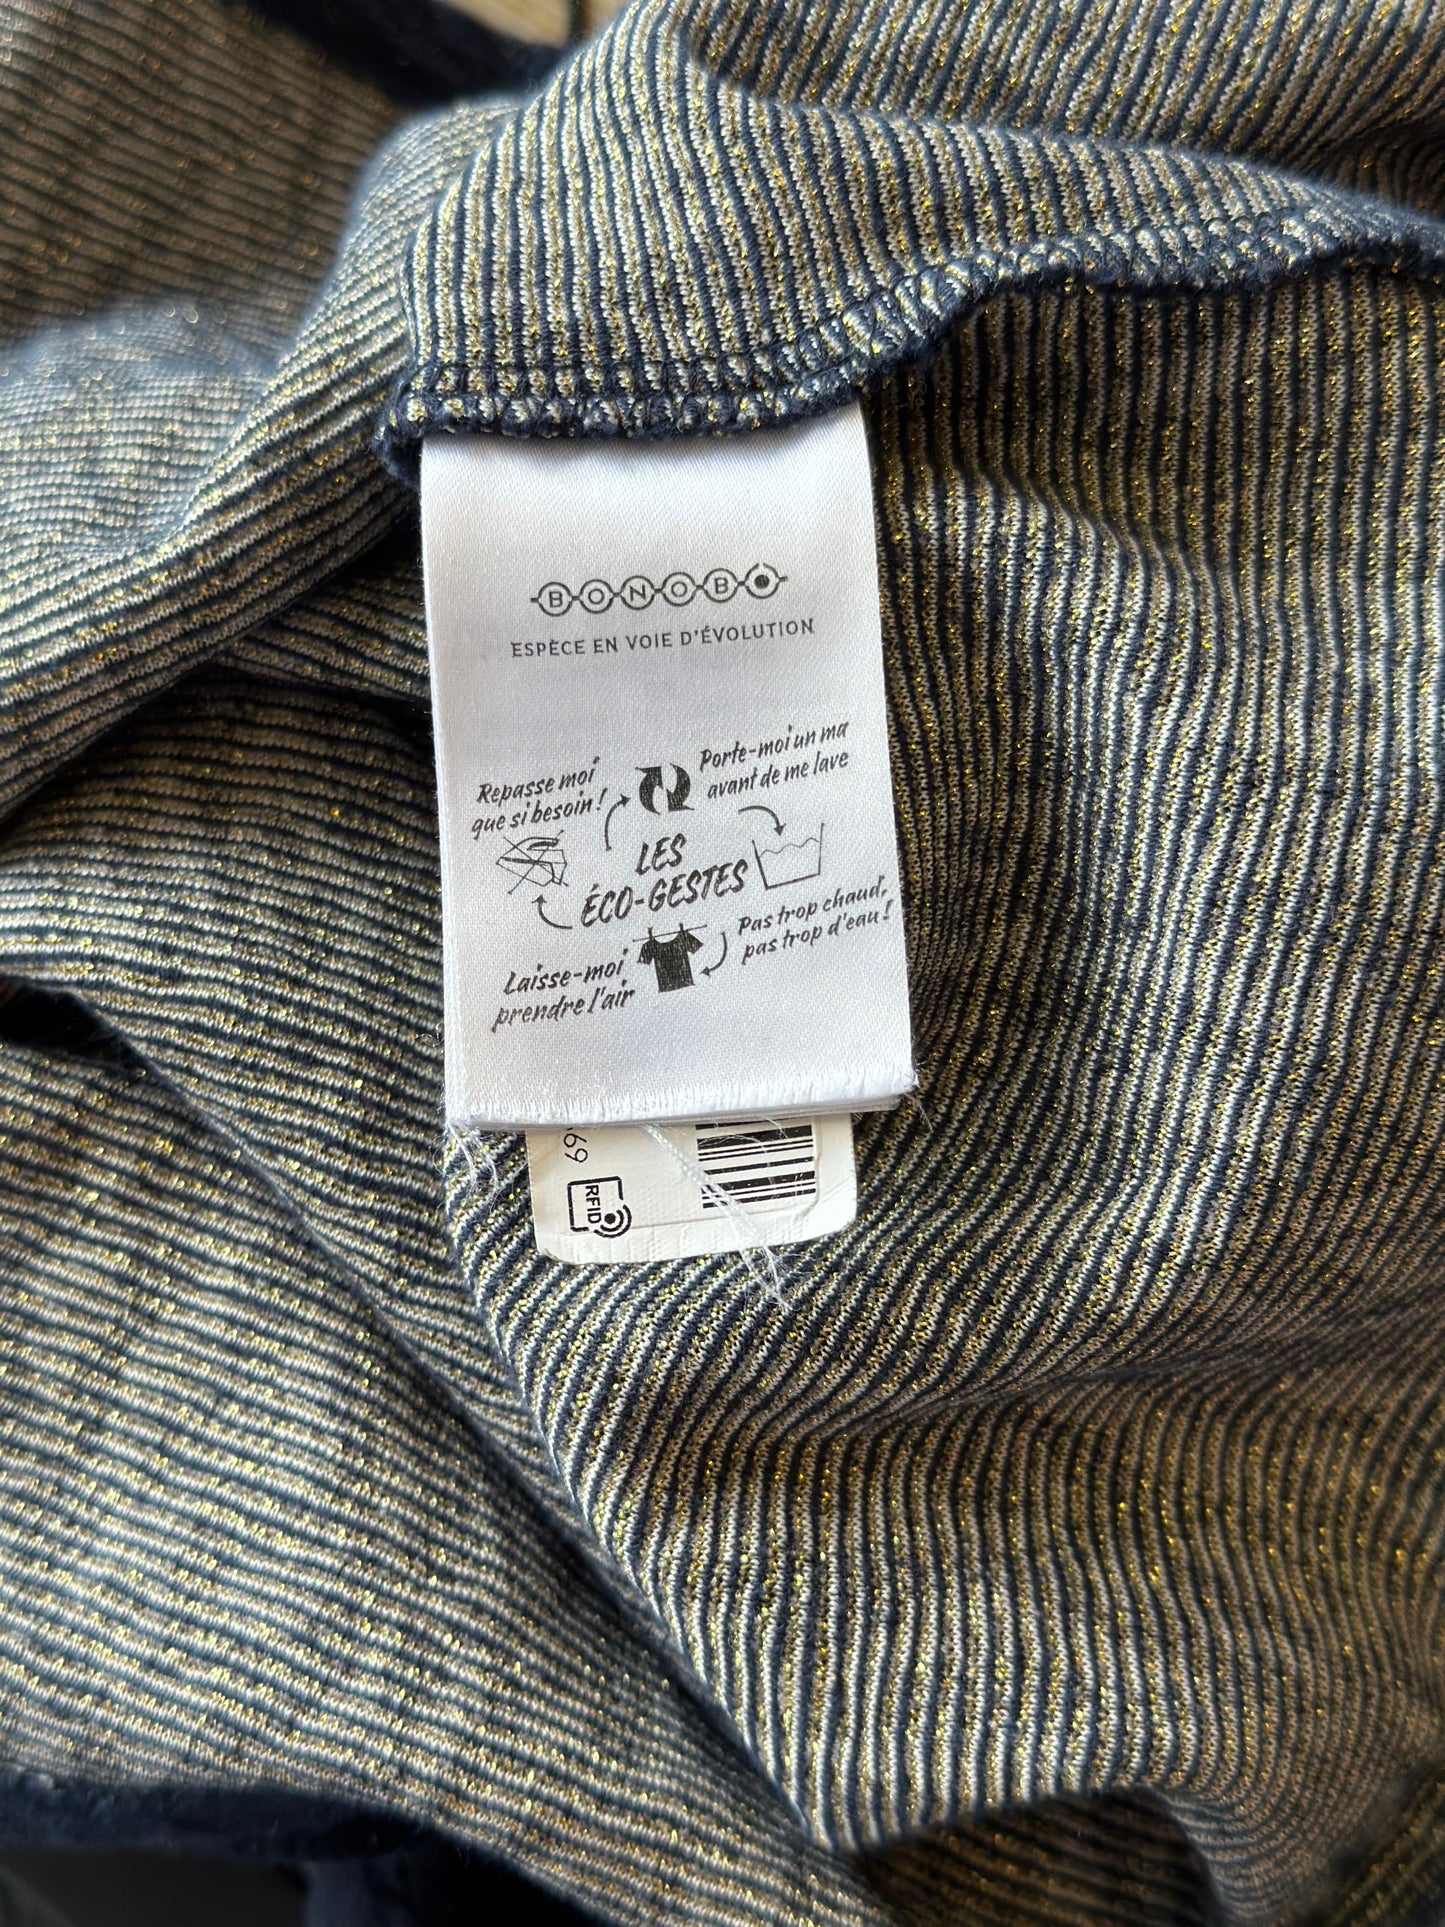 BONOBO
ESPÈCE EN VOIE D'ÉVOLUTION
Repasse moi
que si besoin !
Porte-moi un ma
avant de me lave
LES
ÉCO-GESTES
Pas trop chaud,
pas trop d'eau !
Laisse-moi
prendre l'air
69
RFID